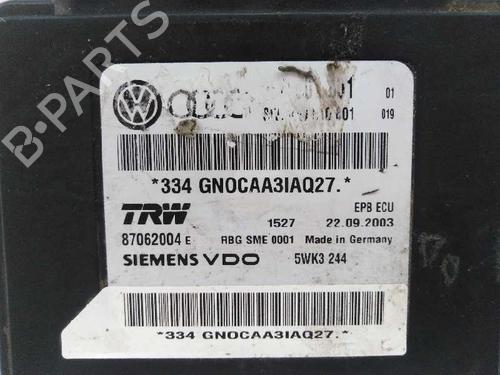 01
019
*334 GNOCAA3IAQ27.*
TRW EPB ECU
1527 22.09.2003
87062004 E RBG SME 0001 Made in Germany
SIEMENS VDO 5WK3 244
*334 GNOCAA3IAQ27.*